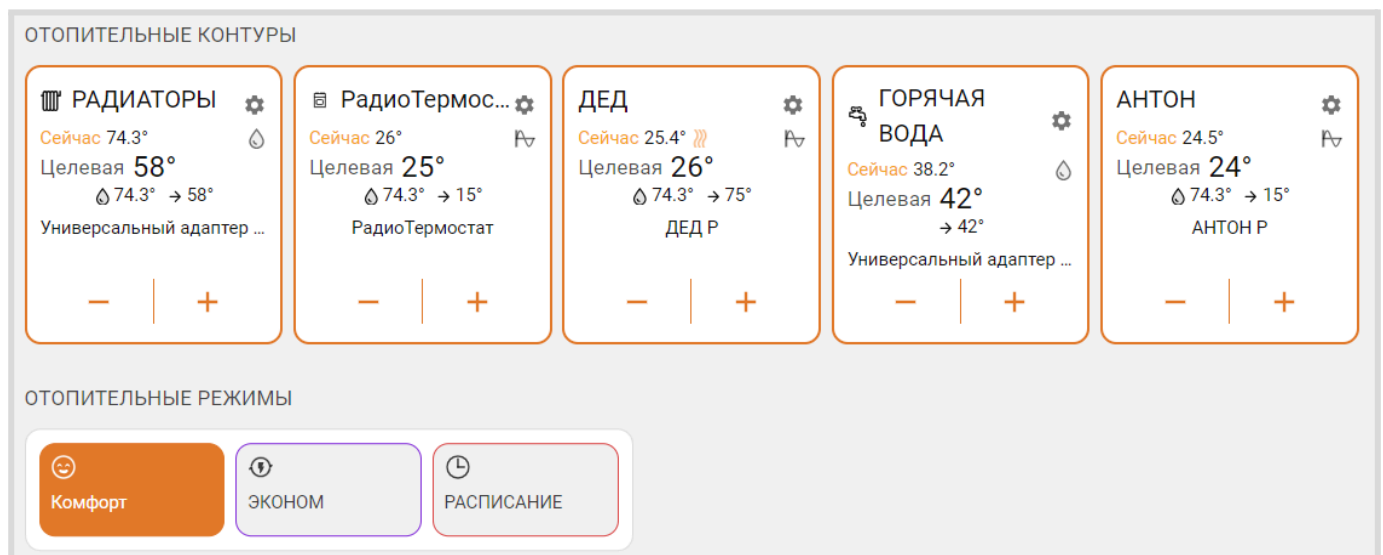 ОТОПИТЕЛЬНЫЕ КОНТУРЫ
РАДИАТОРЫ
Сейчас 74.3°
Целевая 58°
74.3° → 58°
Универсальный адаптер ...
РадиоТермос...
Сейчас 26°
Целевая 25°
74.3° → 15°
РадиоТермостат
ДЕД
Сейчас 25.4°
Целевая 26°
74.3° → 75°
ДЕД Р
ГОРЯЧАЯ
ВОДА
Сейчас 38.2°
Целевая 42°
→ 42°
Универсальный адаптер ...
АНТОН
Сейчас 24.5°
Целевая 24°
74.3° → 15°
АНТОН Р
− +
− +
− +
− +
− +
ОТОПИТЕЛЬНЫЕ РЕЖИМЫ
Комфорт
ЭКОНОМ
РАСПИСАНИЕ